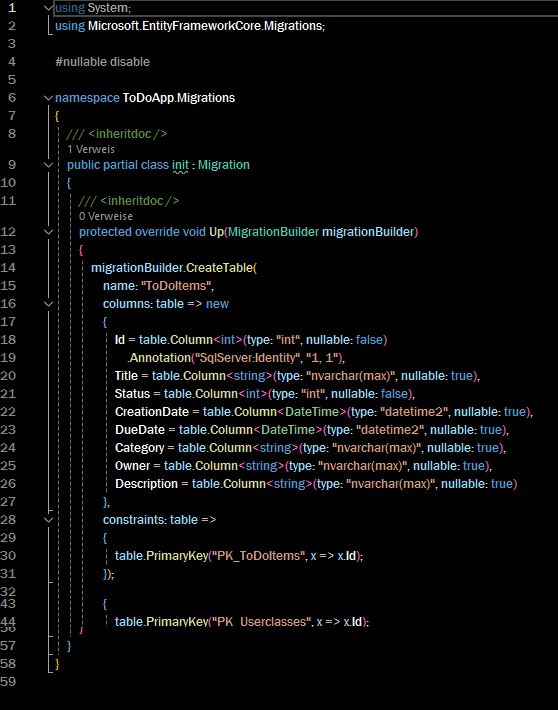 1 using System;
2 using Microsoft.EntityFrameworkCore.Migrations;
3
4 #nullable disable
5
6 namespace ToDoApp.Migrations
7 {
8 /// <inheritdoc />
1 Verweis
9 public partial class init : Migration
10 {
11 /// <inheritdoc />
0 Verweise
12 protected override void Up(MigrationBuilder migrationBuilder)
13 {
14 migrationBuilder.CreateTable(
15 name: "ToDoItems",
16 columns: table => new
17 {
18 Id = table.Column<int>(type: "int", nullable: false)
19 .Annotation("SqlServer:Identity", "1, 1"),
20 Title = table.Column<string>(type: "nvarchar(max)", nullable: true),
21 Status = table.Column<int>(type: "int", nullable: false),
22 CreationDate = table.Column<DateTime>(type: "datetime2", nullable: true),
23 DueDate = table.Column<DateTime>(type: "datetime2", nullable: true),
24 Category = table.Column<string>(type: "nvarchar(max)", nullable: true),
25 Owner = table.Column<string>(type: "nvarchar(max)", nullable: true),
26 Description = table.Column<string>(type: "nvarchar(max)", nullable: true)
27 },
28 constraints: table =>
29 {
30 table.PrimaryKey("PK_ToDoItems", x => x.Id);
31 });
32
43 {
44 table.PrimaryKey("PK_Userclasses", x => x.Id);
56 }
57 }
58 }
59